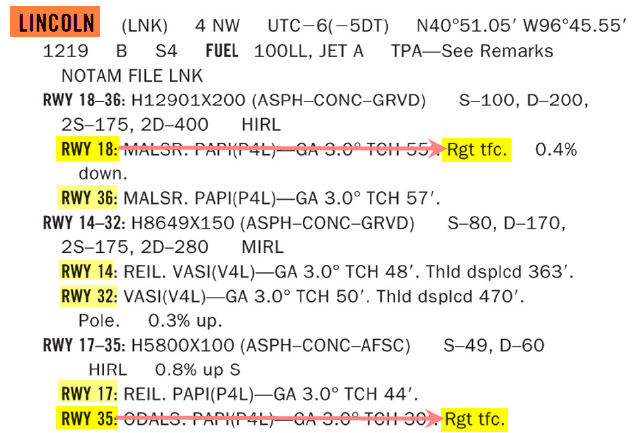 LINCOLN (LNK) 4 NW UTC–6(–5DT) N40°51.05′ W96°45.55′
1219 B S4 FUEL 100LL, JET A TPA—See Remarks
NOTAM FILE LNK
RWY 18–36: H12901X200 (ASPH–CONC–GRVD) S–100, D–200,
2S–175, 2D–400 HIRL
RWY 18: MALSR. PAPI(P4L)—GA 3.0° TCH 55′. Rgt tfc. 0.4%
down.
RWY 36: MALSR. PAPI(P4L)—GA 3.0° TCH 57′.
RWY 14–32: H8649X150 (ASPH–CONC–GRVD) S–80, D–170,
2S–175, 2D–280 MIRL
RWY 14: REIL. VASI(V4L)—GA 3.0° TCH 48′. Thld dsplcd 363′.
RWY 32: VASI(V4L)—GA 3.0° TCH 50′. Thld dsplcd 470′.
Pole. 0.3% up.
RWY 17–35: H5800X100 (ASPH–CONC–AFSC) S–49, D–60
HIRL 0.8% up S
RWY 17: REIL. PAPI(P4L)—GA 3.0° TCH 44′.
RWY 35: ODALS. PAPI(P4L)—GA 3.0° TCH 30′. Rgt tfc.